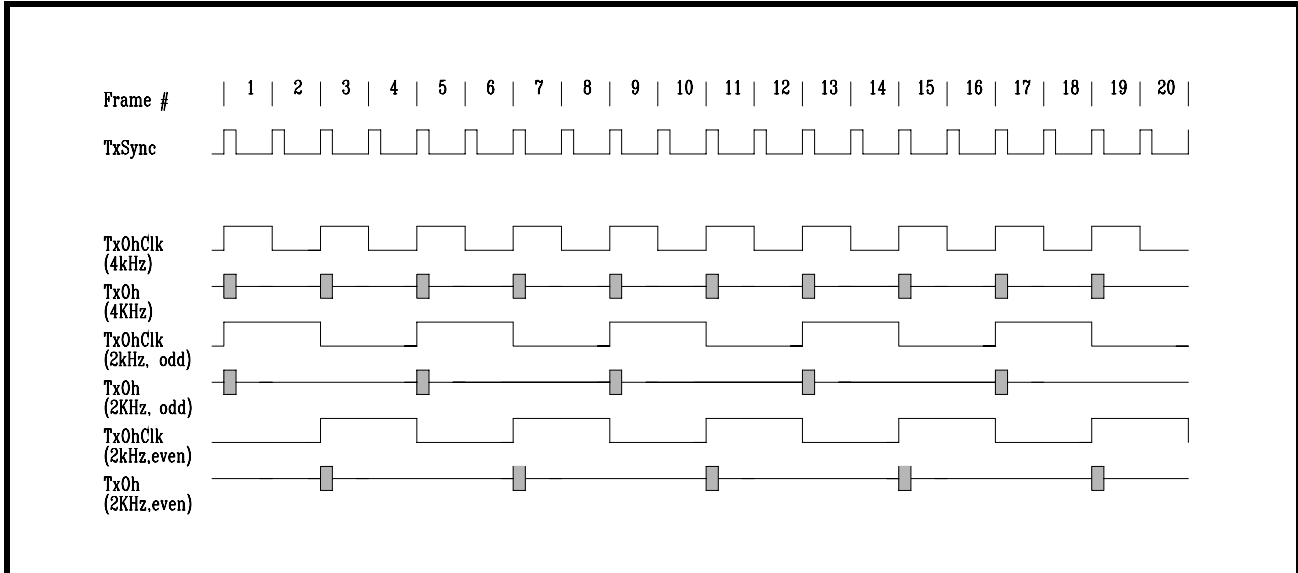 Frame # 1 2 3 4 5 6 7 8 9 10 11 12 13 14 15 16 17 18 19 20
TxSync
TxOhClk
(4kHz)
TxOh
(4KHz)
TxOhClk
(2kHz, odd)
TxOh
(2KHz, odd)
TxOhClk
(2kHz,even)
TxOh
(2KHz,even)